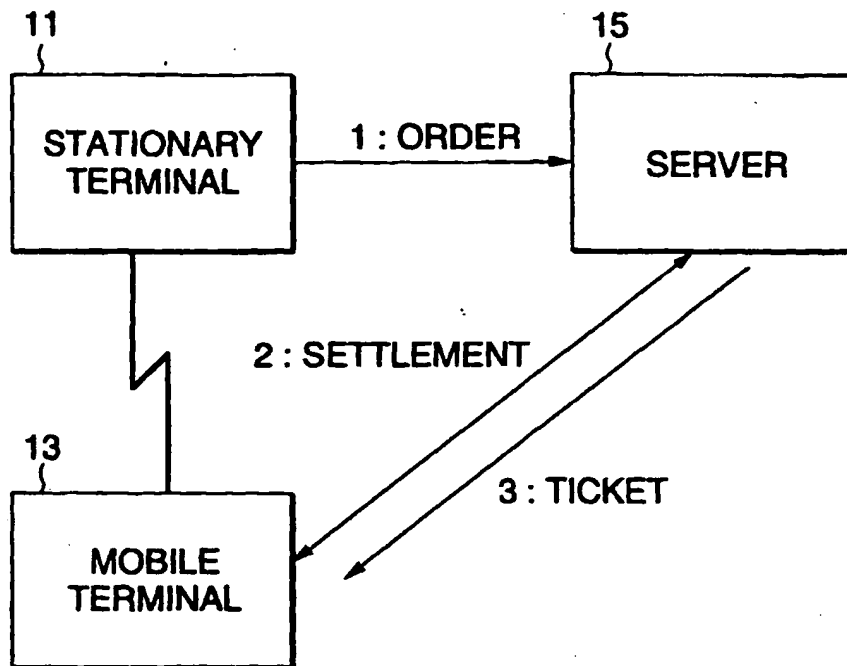 11
15
STATIONARY
TERMINAL
1 : ORDER
SERVER
2 : SETTLEMENT
13
3 : TICKET
MOBILE
TERMINAL